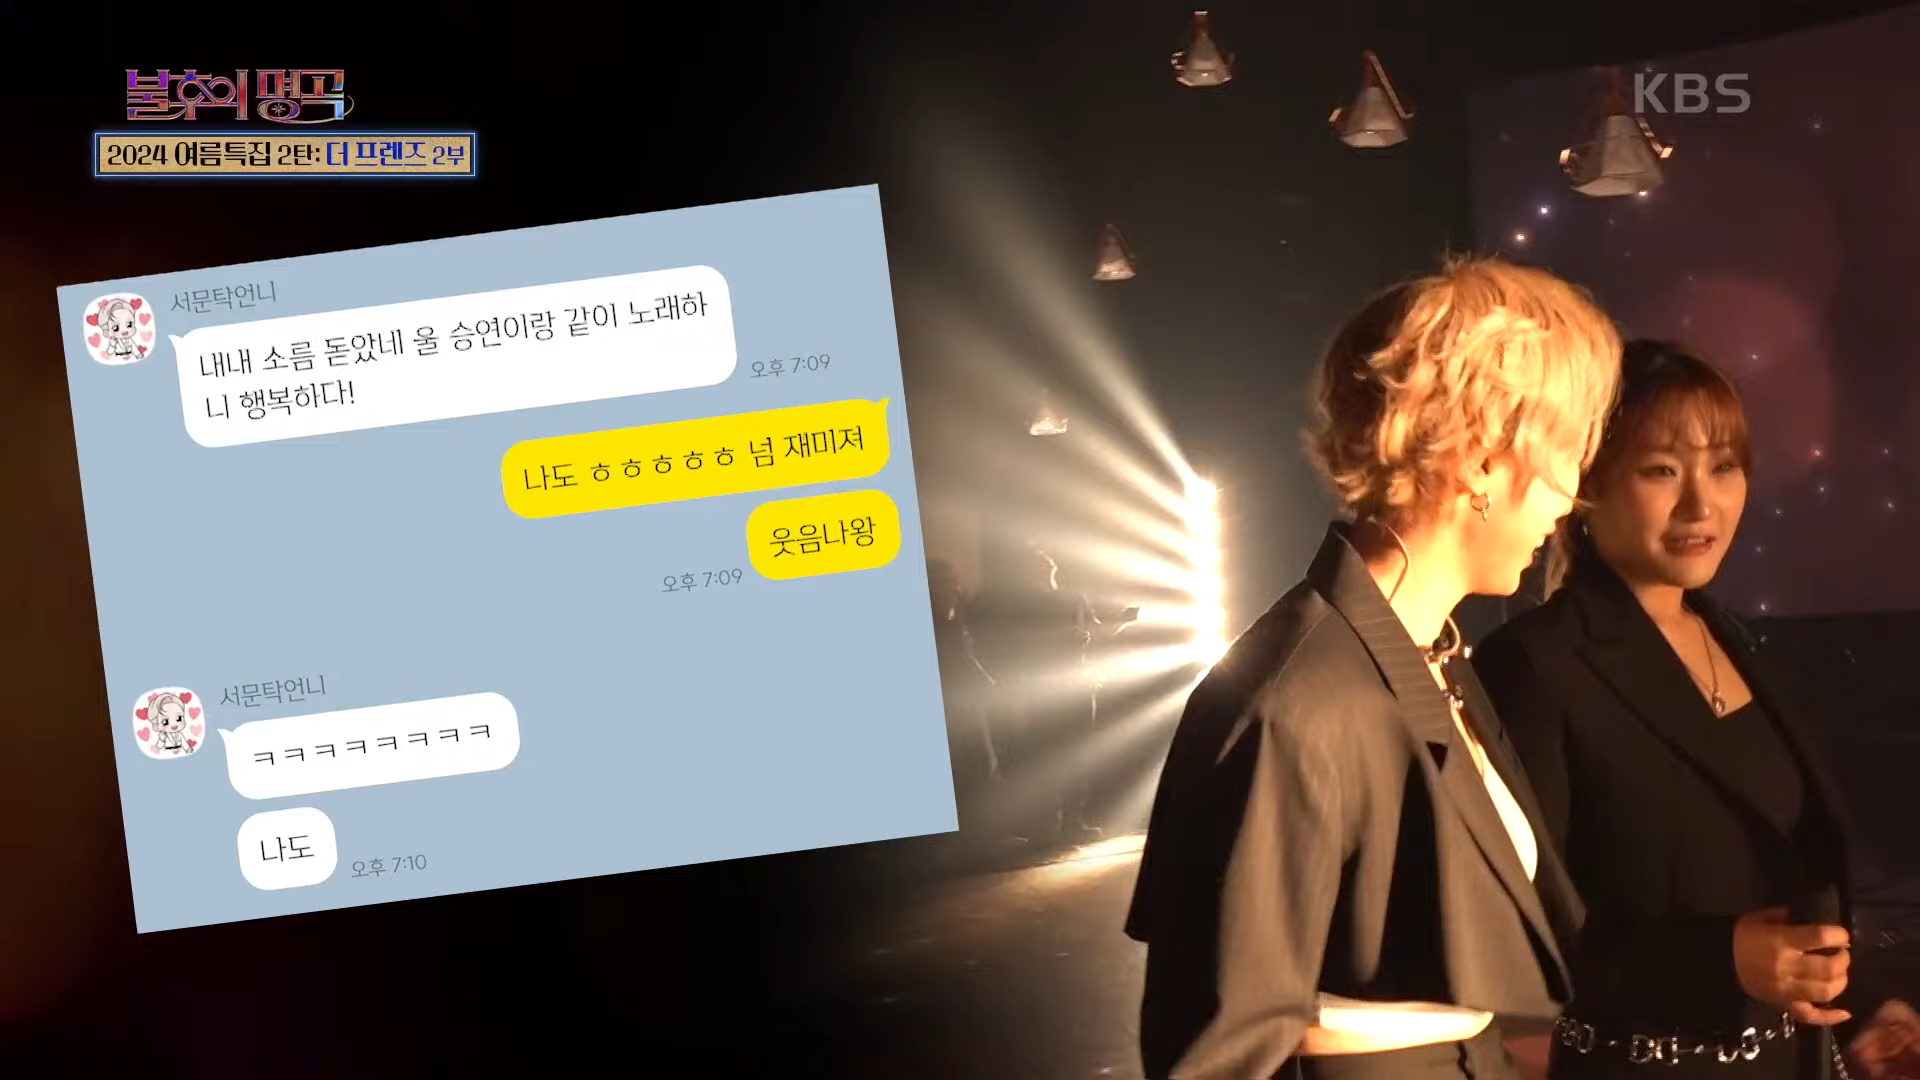 불후의 명곡
KBS
2024 여름특집 2탄: 더 프렌즈 2부
서문탁언니
내내 소름 돋았네 울 승연이랑 같이 노래하
니 행복하다!
오후 7:09
나도 ㅎㅎㅎㅎㅎ 넘 재미져
웃음나왕
오후 7:09
서문탁언니
ㅋㅋㅋㅋㅋㅋㅋㅋ
나도
오후 7:10